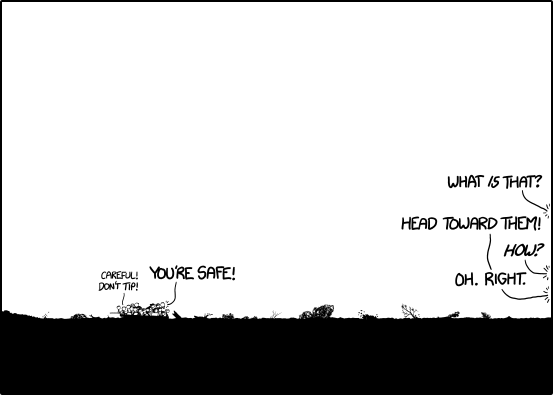 WHAT IS THAT?
HEAD TOWARD THEM!
HOW?
OH. RIGHT.
YOU'RE SAFE!
CAREFUL!
DON'T TIP!